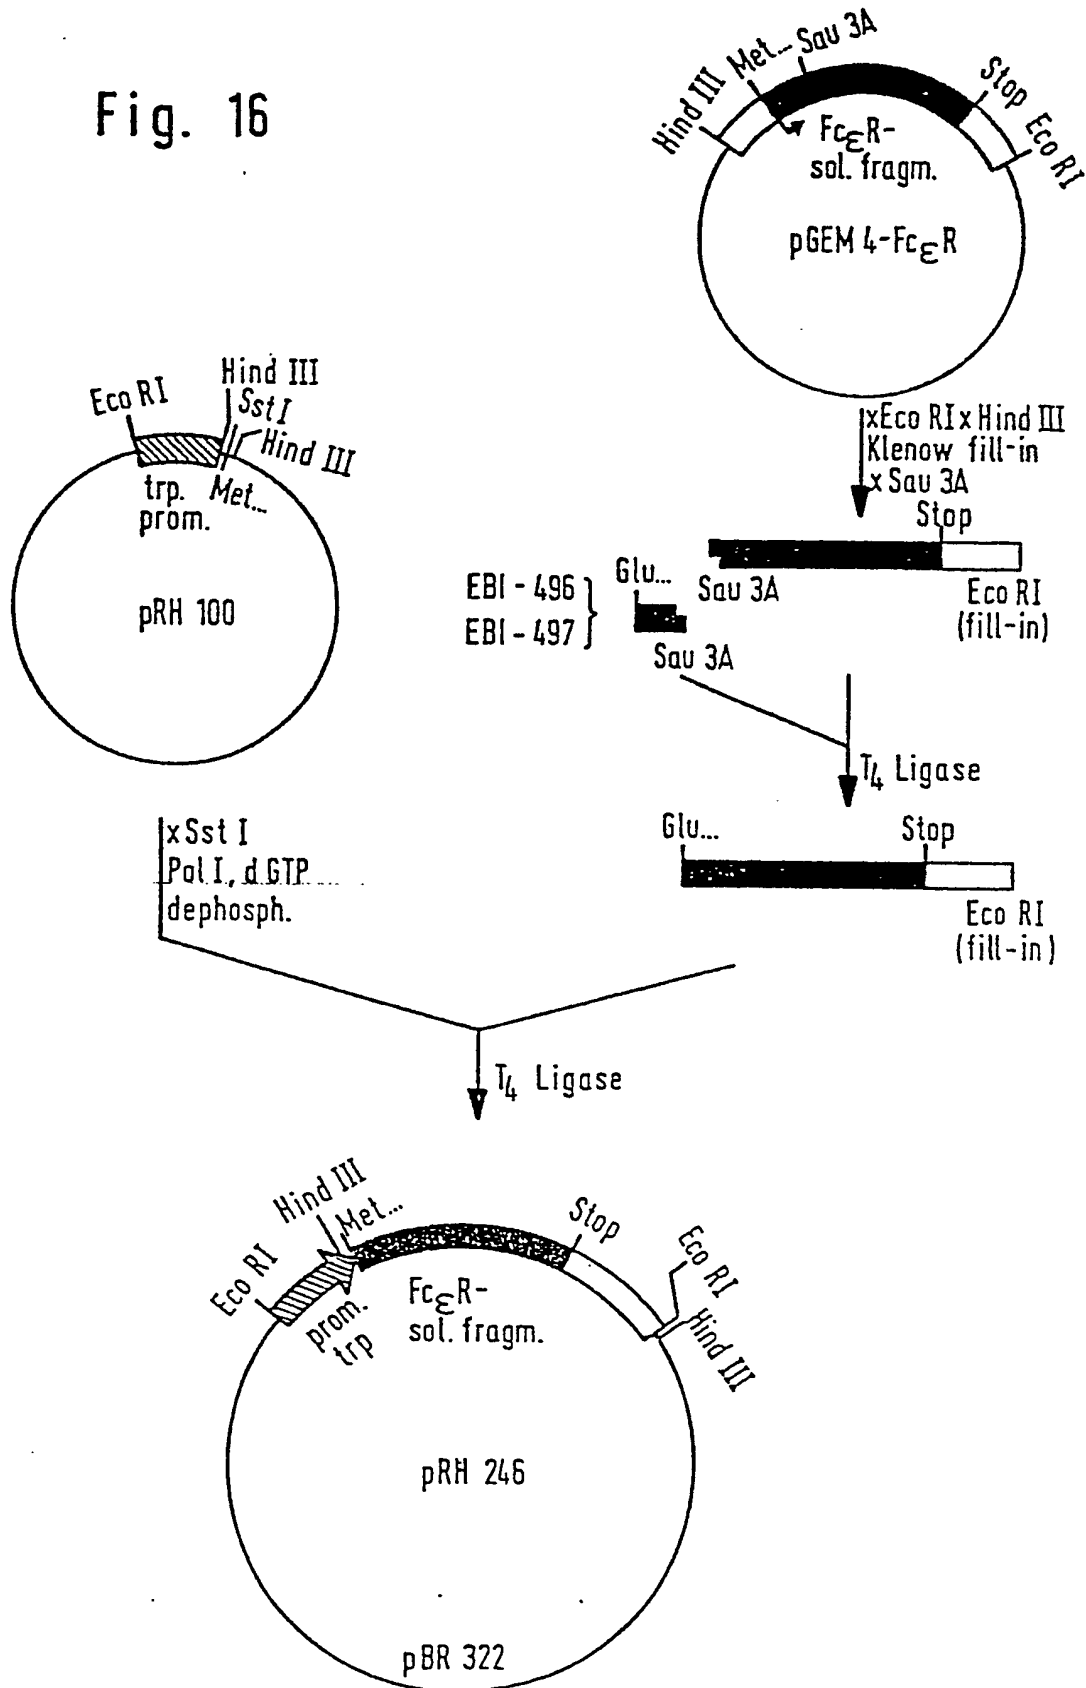 Fig. 16
Hind III
Met...
Sau 3A
Stop
Eco RI
FcεR-
sol. fragm.
pGEM 4-FcεR
Eco RI
Hind III
Sst I
Hind III
trp.
prom.
Met...
pRH 100
xEco RI x Hind III
Klenow fill-in
x Sau 3A
Stop
Sau 3A
Eco RI
(fill-in)
EBI - 496
EBI - 497
Glu...
Sau 3A
T4 Ligase
Glu...
Stop
Eco RI
(fill-in)
xSst I
Pol I, dGTP
dephosph.
T4 Ligase
Eco RI
Hind III
Met...
Stop
Eco RI
Hind III
prom.
trp
FcεR-
sol. fragm.
pRH 246
pBR 322